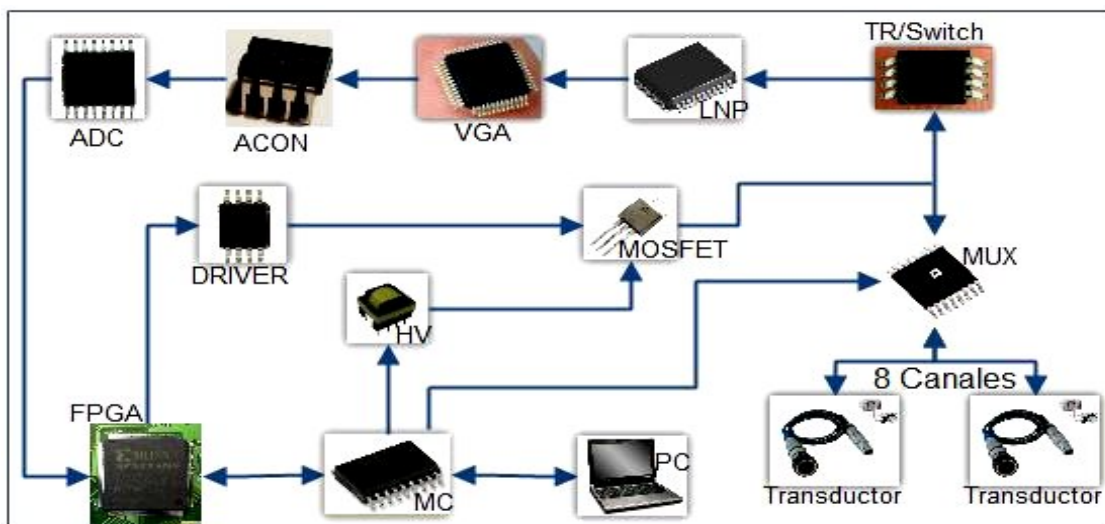 TR/Switch
ADC
ACON
VGA
LNP
DRIVER
MOSFET
MUX
HV
8 Canales
FPGA
MC
PC
Transductor
Transductor